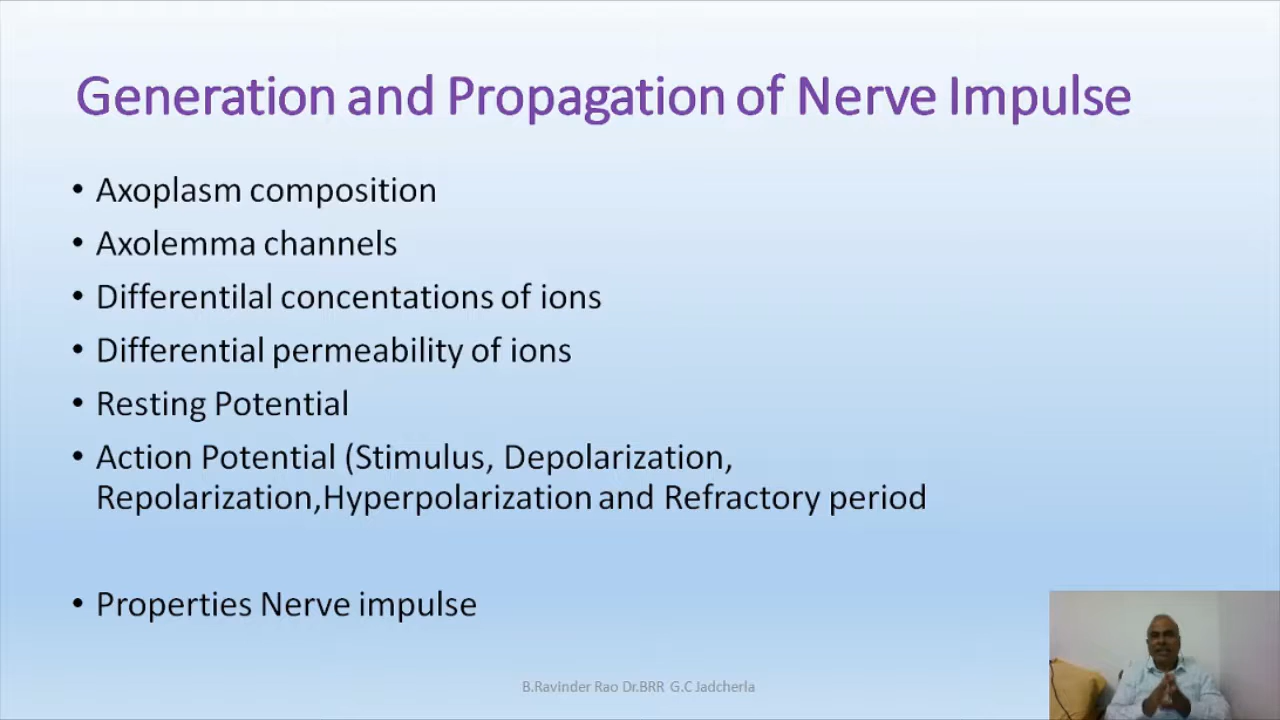 Generation and Propagation of Nerve Impulse
• Axoplasm composition
• Axolemma channels
• Differentilal concentations of ions
• Differential permeability of ions
• Resting Potential
• Action Potential (Stimulus, Depolarization,
Repolarization,Hyperpolarization and Refractory period
• Properties Nerve impulse
B.Ravinder Rao Dr.BRR G.C Jadcherla